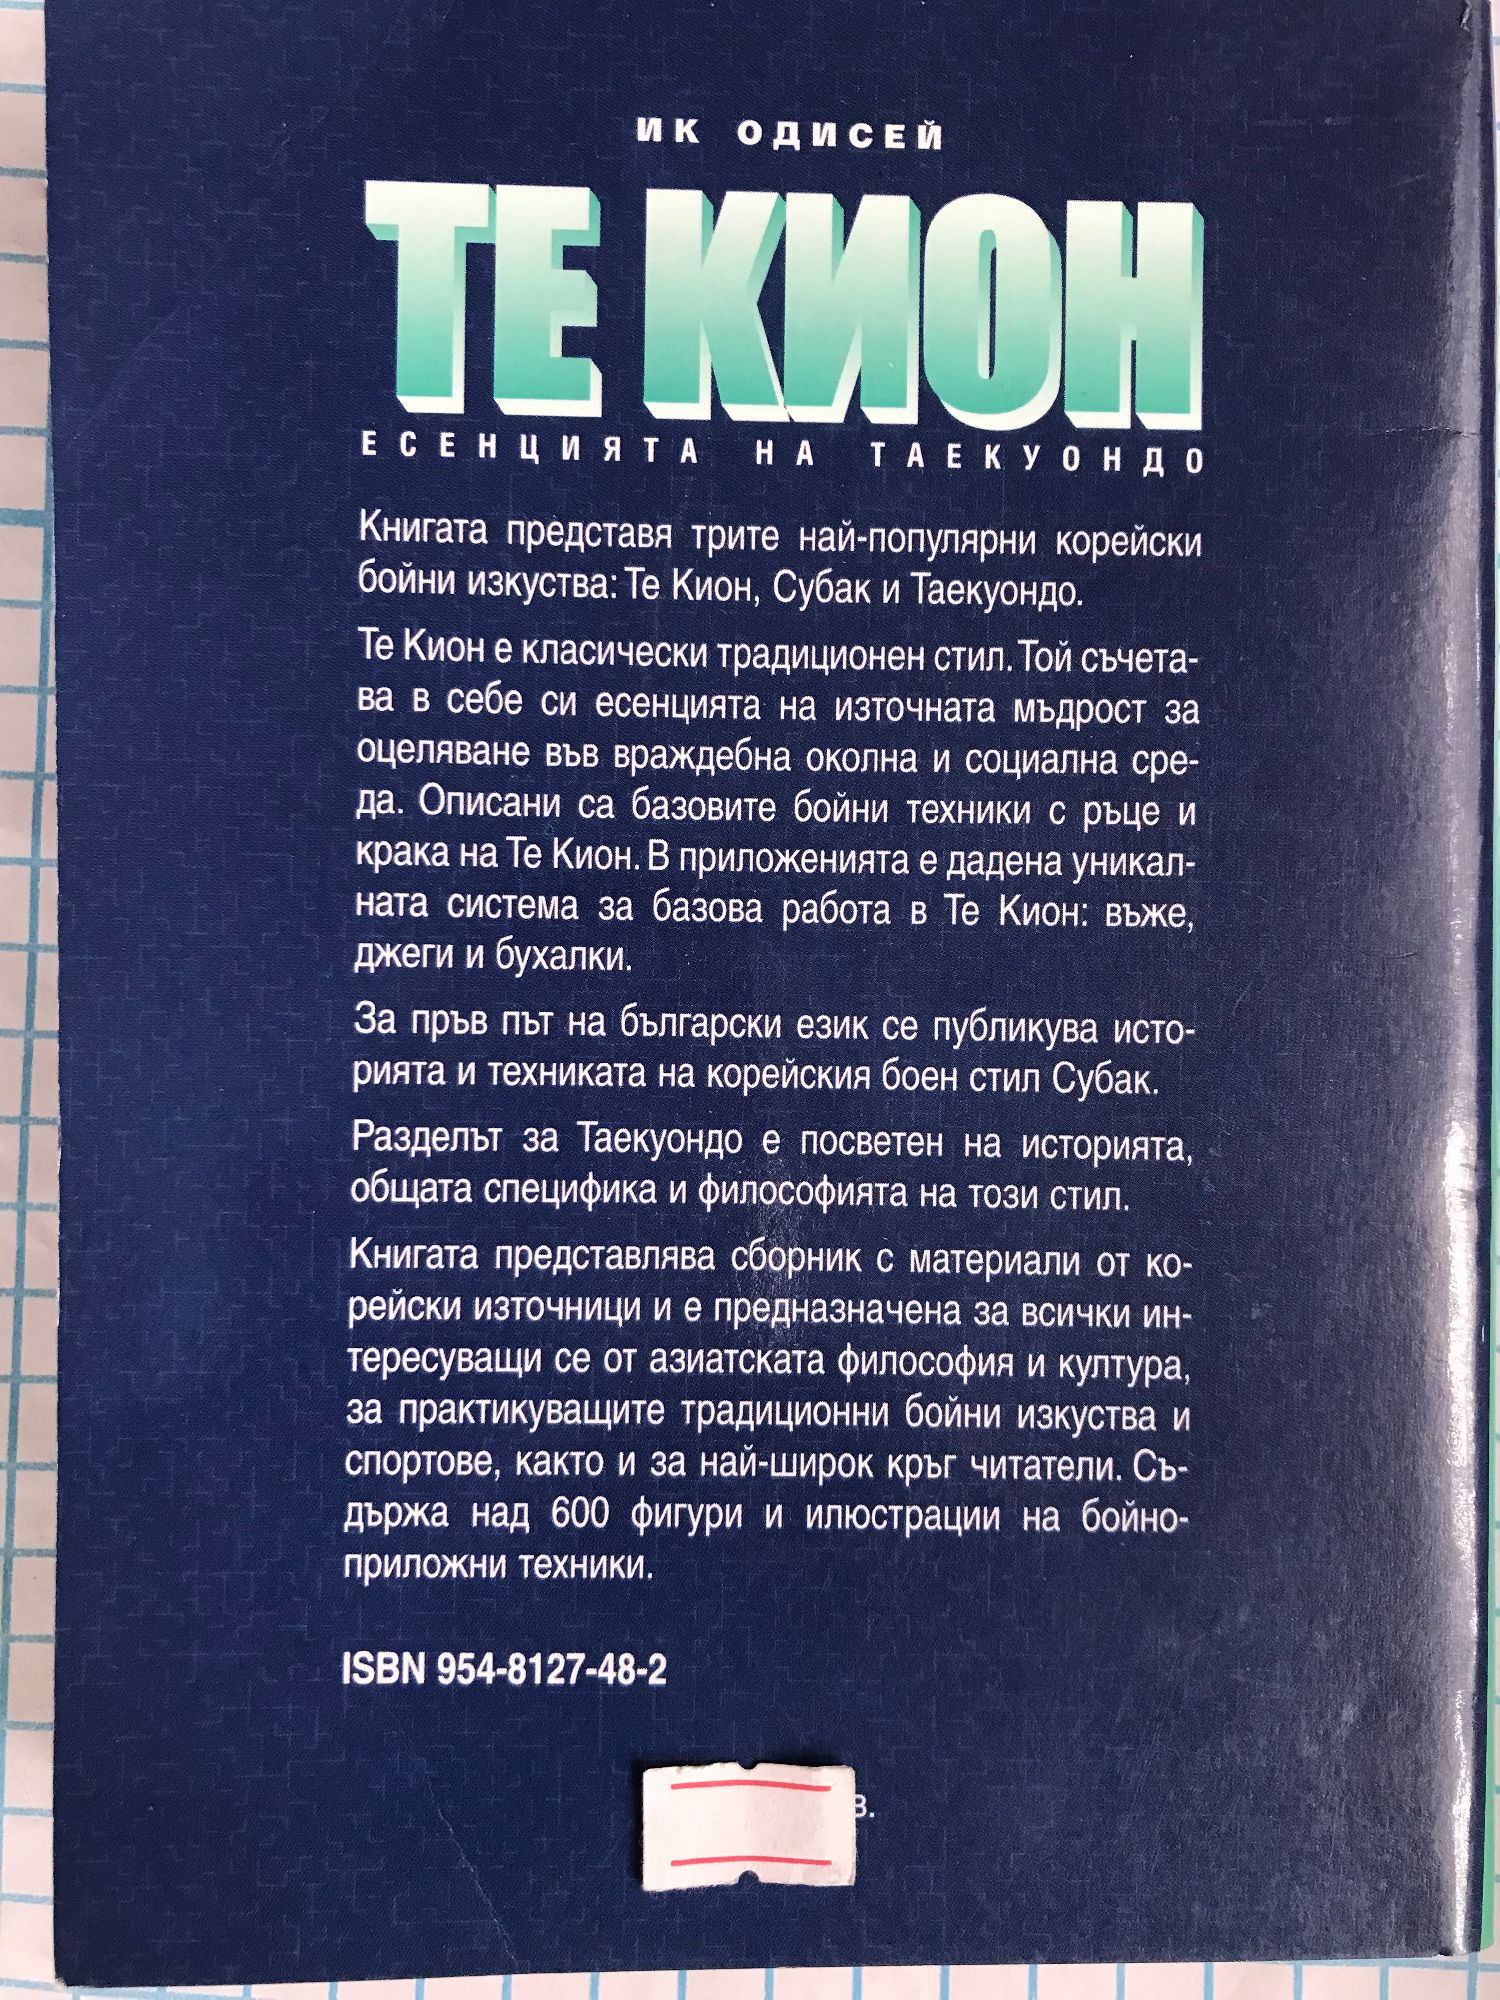 ИК ОДИСЕЙ
ТЕ КИОН
ЕСЕНЦИЯТА НА ТАЕКУОНДО
Книгата представя трите най-популярни корейски
бойни изкуства: Те Кион, Субак и Таекуондо.
Те Кион е класически традиционен стил. Той съчета-
ва в себе си есенцията на източната мъдрост за
оцеляване във враждебна околна и социална сре-
да. Описани са базовите бойни техники с ръце и
крака на Те Кион. В приложенията е дадена уникал-
ната система за базова работа в Те Кион: въже,
джеги и бухалки.
За пръв път на български език се публикува исто-
рията и техниката на корейския боен стил Субак.
Разделът за Таекуондо е посветен на историята,
общата специфика и философията на този стил.
Книгата представлява сборник с материали от ко-
рейски източници и е предназначена за всички ин-
тересуващи се от азиатската философия и култура,
за практикуващите традиционни бойни изкуства и
спортове, както и за най-широк кръг читатели. Съ-
държа над 600 фигури и илюстрации на бойно-
приложни техники.
ISBN 954-8127-48-2
в.